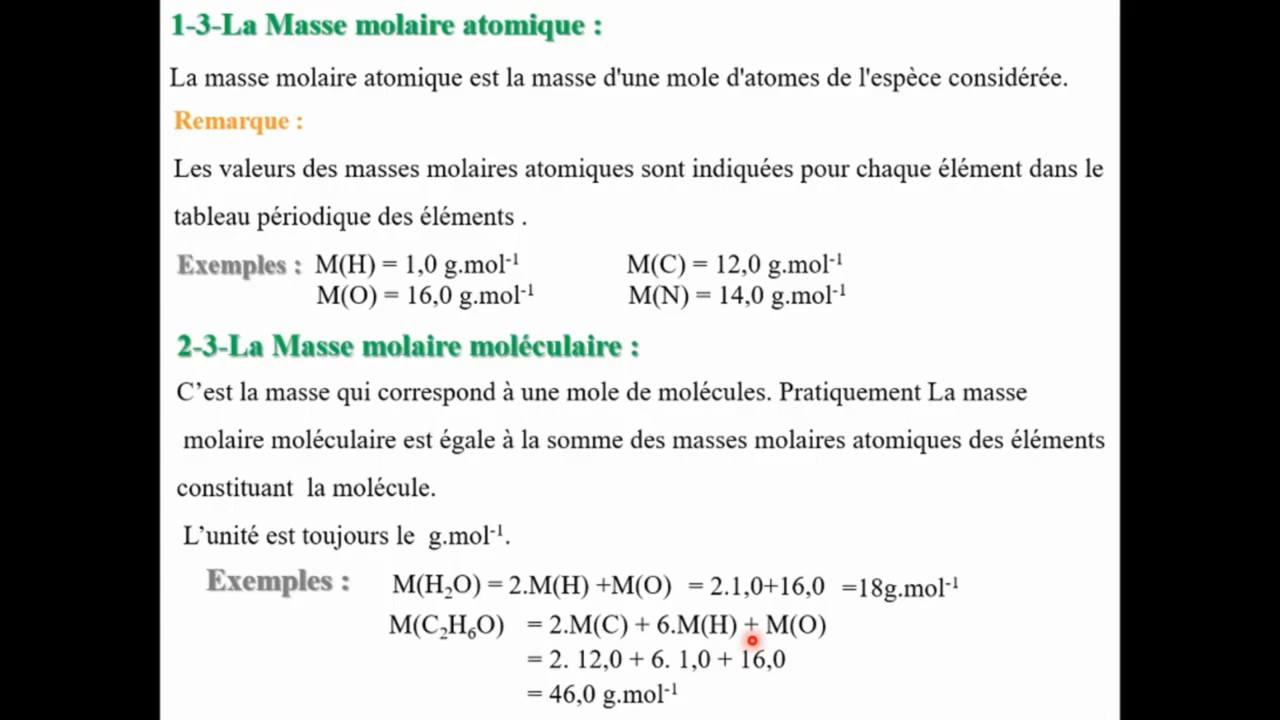 1-3-La Masse molaire atomique :
La masse molaire atomique est la masse d'une mole d'atomes de l'espèce considérée.
Remarque :
Les valeurs des masses molaires atomiques sont indiquées pour chaque élément dans le
tableau périodique des éléments .
Exemples : M(H) = 1,0 g.mol⁻¹ M(C) = 12,0 g.mol⁻¹
M(O) = 16,0 g.mol⁻¹ M(N) = 14,0 g.mol⁻¹
2-3-La Masse molaire moléculaire :
C’est la masse qui correspond à une mole de molécules. Pratiquement La masse
molaire moléculaire est égale à la somme des masses molaires atomiques des éléments
constituant la molécule.
L’unité est toujours le g.mol⁻¹.
Exemples : M(H₂O) = 2.M(H) +M(O) = 2.1,0+16,0 =18g.mol⁻¹
M(C₂H₆O) = 2.M(C) + 6.M(H) + M(O)
= 2. 12,0 + 6. 1,0 + 16,0
= 46,0 g.mol⁻¹